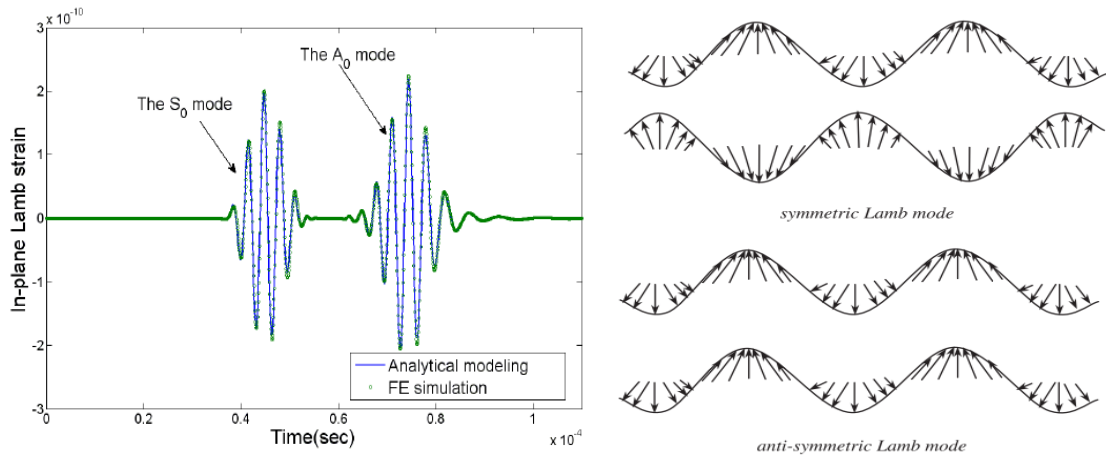 x 10^-10
3
2
1
0
-1
-2
-3
In-plane Lamb strain
The S_0 mode
The A_0 mode
Analytical modeling
FE simulation
0
0.2
0.4
0.6
0.8
1
x 10^-4
Time(sec)
symmetric Lamb mode
anti-symmetric Lamb mode